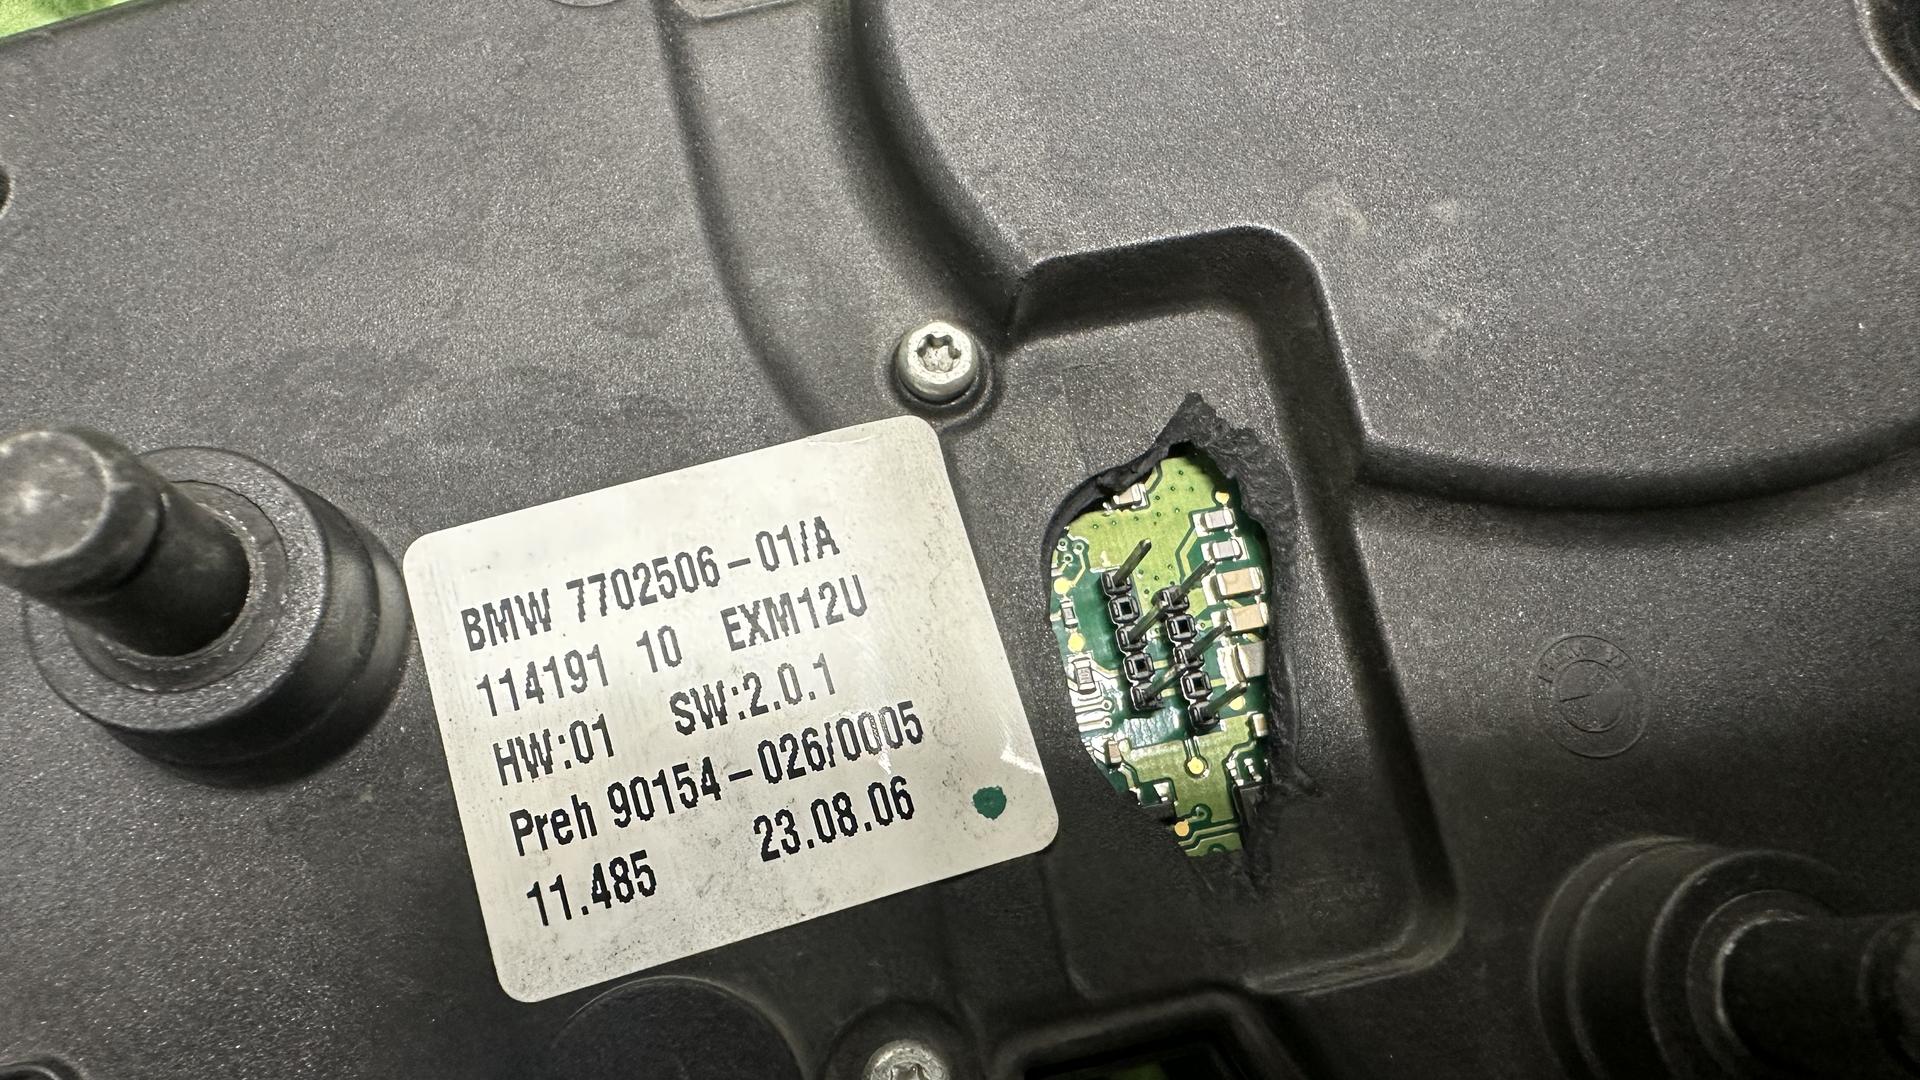 BMW 7702506-01/A
114191 10 EXM12U
HW:01 SW:2.0.1
Preh 90154-026/0005
11.485 23.08.06